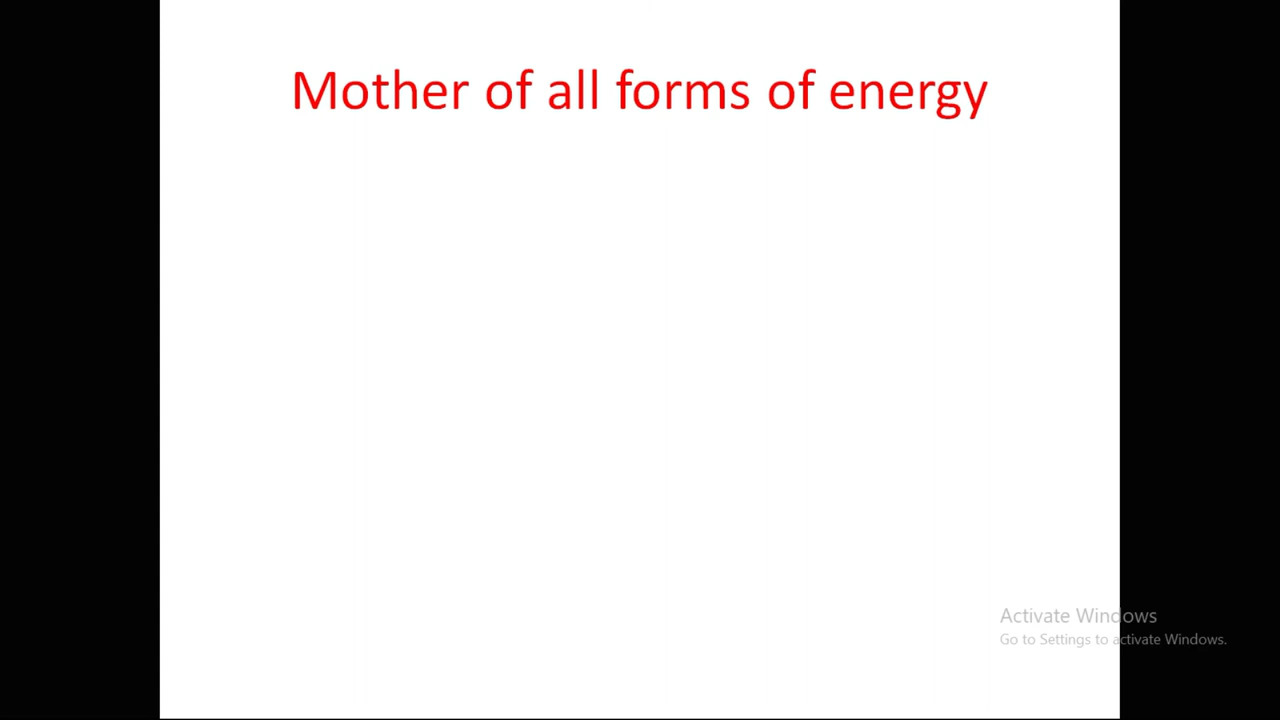 Mother of all forms of energy
Activate Windows
Go to Settings to activate Windows.